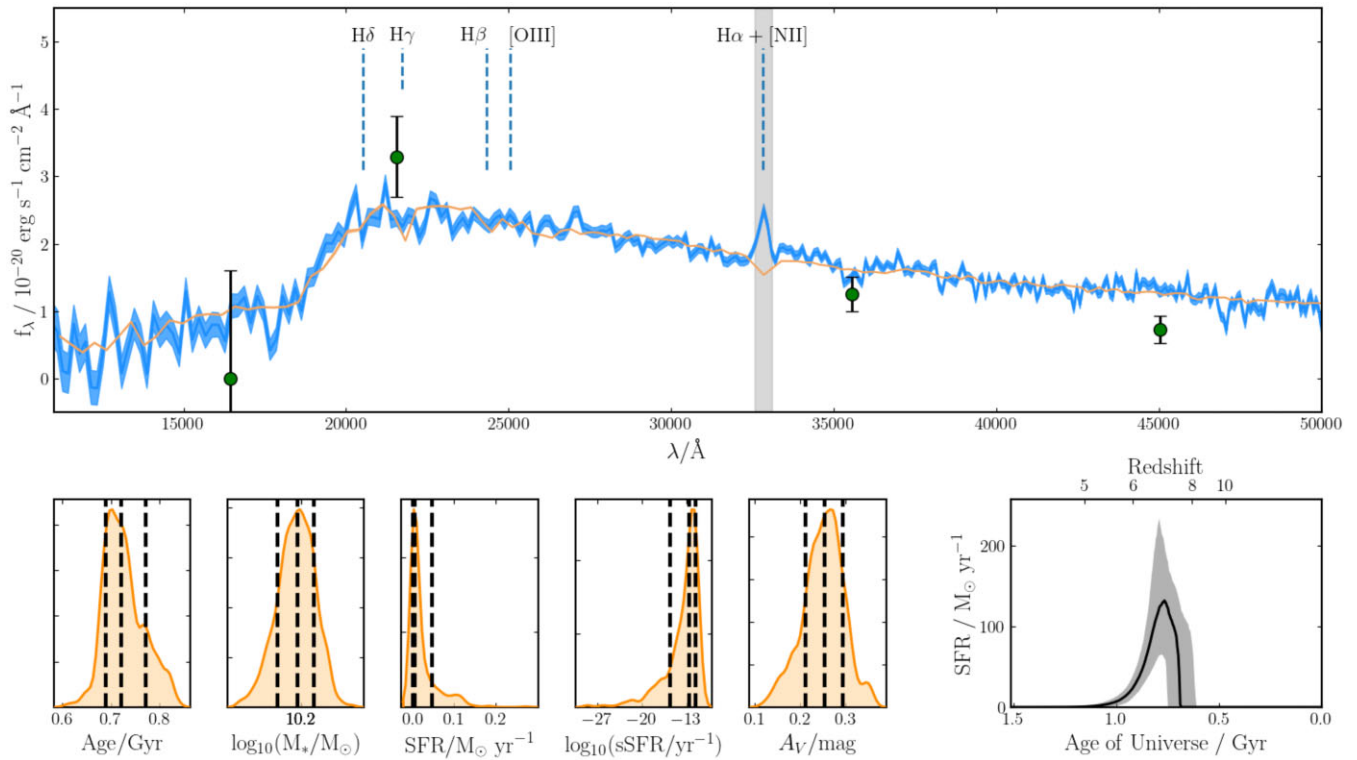 Hδ Hγ Hβ [OIII] Hα + [NII]
5
4
3
2
1
0
f_λ / 10⁻²⁰ erg s⁻¹ cm⁻² Å⁻¹
15000 20000 25000 30000 35000 40000 45000 50000
λ/Å
Redshift
5 6 7 8 10
200
100
0
SFR / M⊙ yr⁻¹
0.6 0.7 0.8
Age/Gyr
10.2
log₁₀(M*/M⊙)
0.0 0.1 0.2
SFR/M⊙ yr⁻¹
−27 −20 −13
log₁₀(sSFR/yr⁻¹)
0.1 0.2 0.3
A_V/mag
1.5 1.0 0.5 0.0
Age of Universe / Gyr